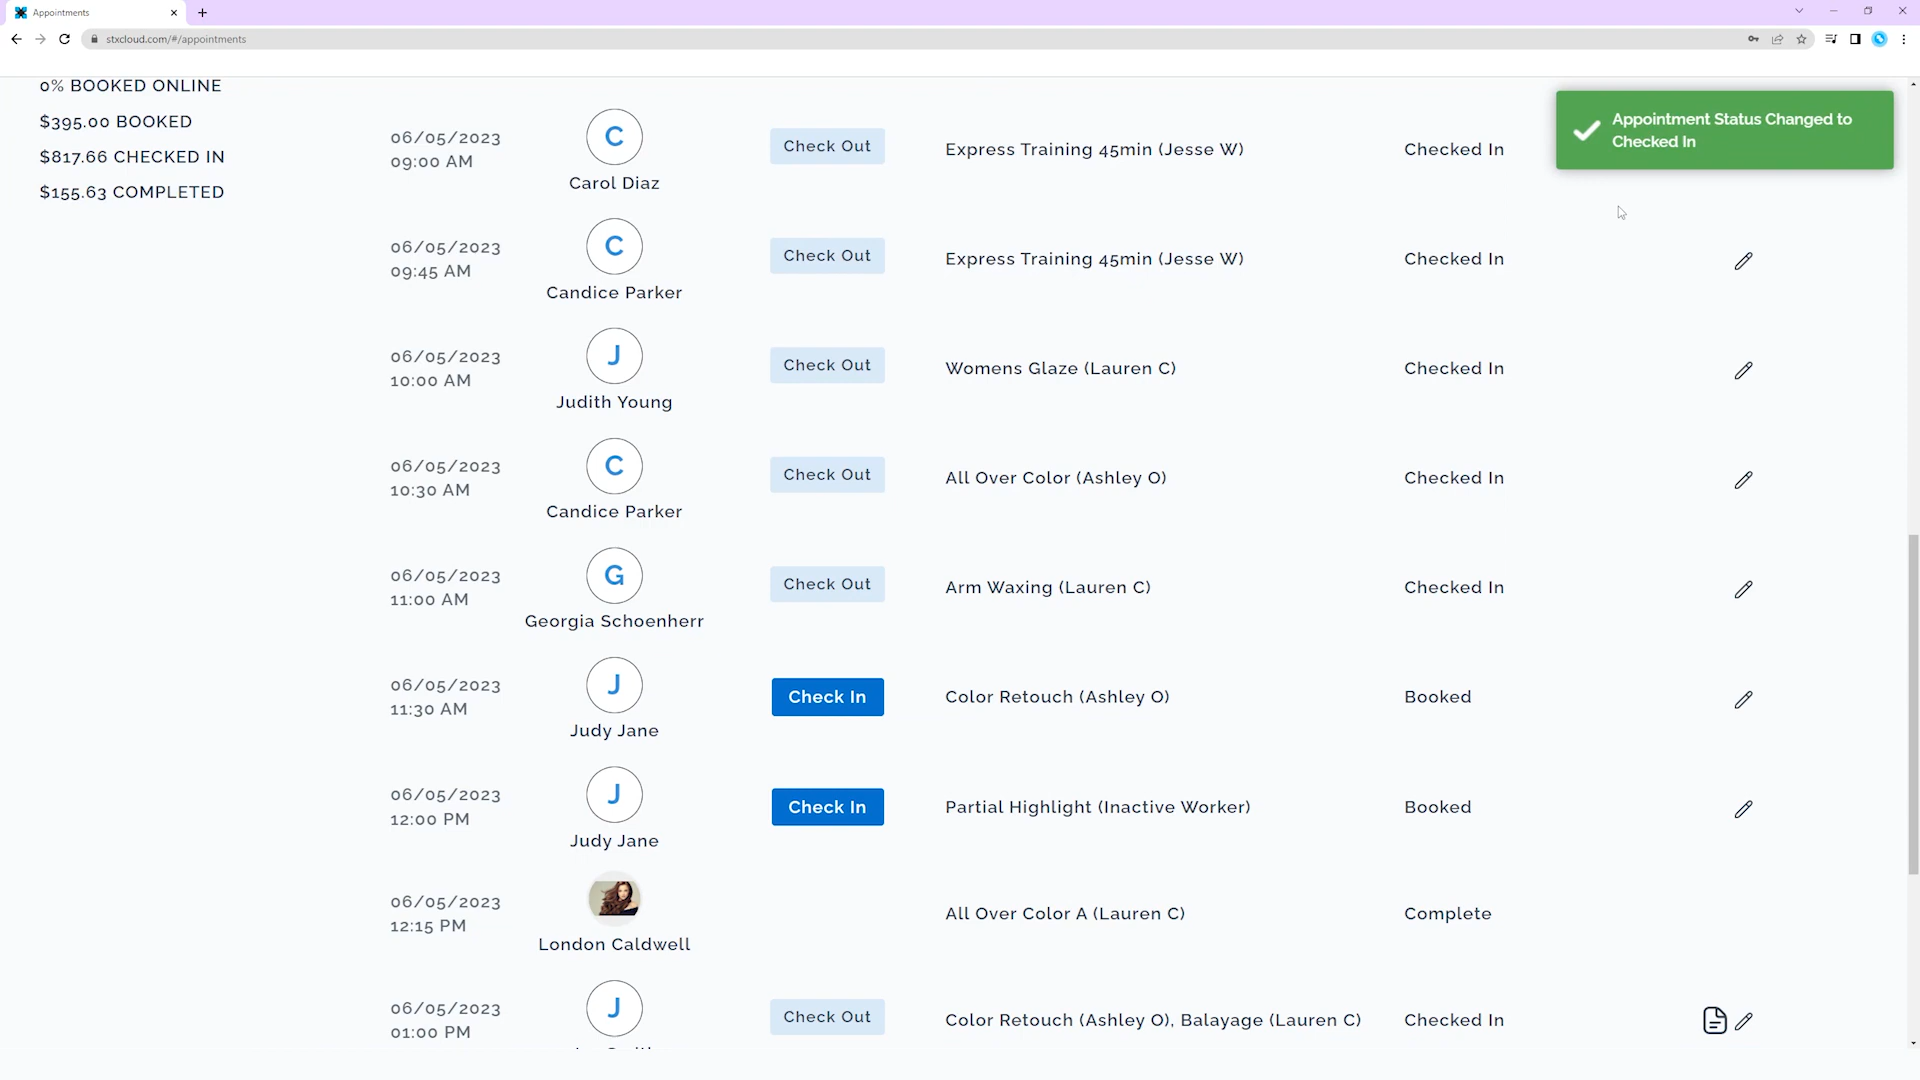 Appointments
stxcloud.com/#/appointments
0% BOOKED ONLINE
$395.00 BOOKED
$817.66 CHECKED IN
$155.63 COMPLETED
Appointment Status Changed to
Checked In
06/05/2023
09:00 AM
C
Carol Diaz
Check Out
Express Training 45min (Jesse W)
Checked In
06/05/2023
09:45 AM
C
Candice Parker
Check Out
Express Training 45min (Jesse W)
Checked In
06/05/2023
10:00 AM
J
Judith Young
Check Out
Womens Glaze (Lauren C)
Checked In
06/05/2023
10:30 AM
C
Candice Parker
Check Out
All Over Color (Ashley O)
Checked In
06/05/2023
11:00 AM
G
Georgia Schoenherr
Check Out
Arm Waxing (Lauren C)
Checked In
06/05/2023
11:30 AM
J
Judy Jane
Check In
Color Retouch (Ashley O)
Booked
06/05/2023
12:00 PM
J
Judy Jane
Check In
Partial Highlight (Inactive Worker)
Booked
06/05/2023
12:15 PM
London Caldwell
All Over Color A (Lauren C)
Complete
06/05/2023
01:00 PM
J
Check Out
Color Retouch (Ashley O), Balayage (Lauren C)
Checked In